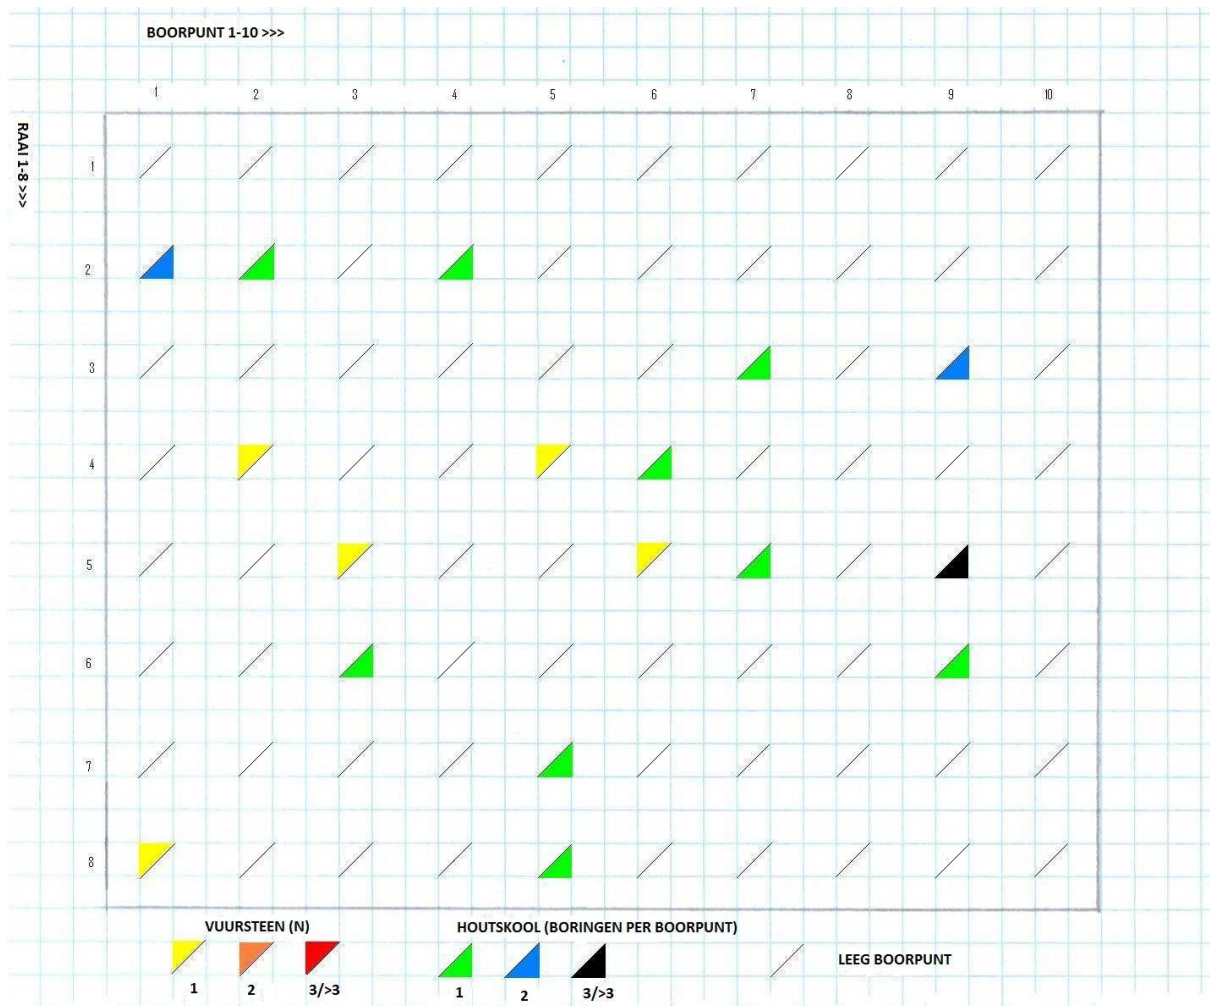 BOORPUNT 1-10 >>>
1 2 3 4 5 6 7 8 9 10
RAAI 1-8 >>>
1
2
3
4
5
6
7
8
VUURSTEEN (N)
HOUTSKOOL (BORINGEN PER BOORPUNT)
LEEG BOORPUNT
1 2 3/>3
1 2 3/>3